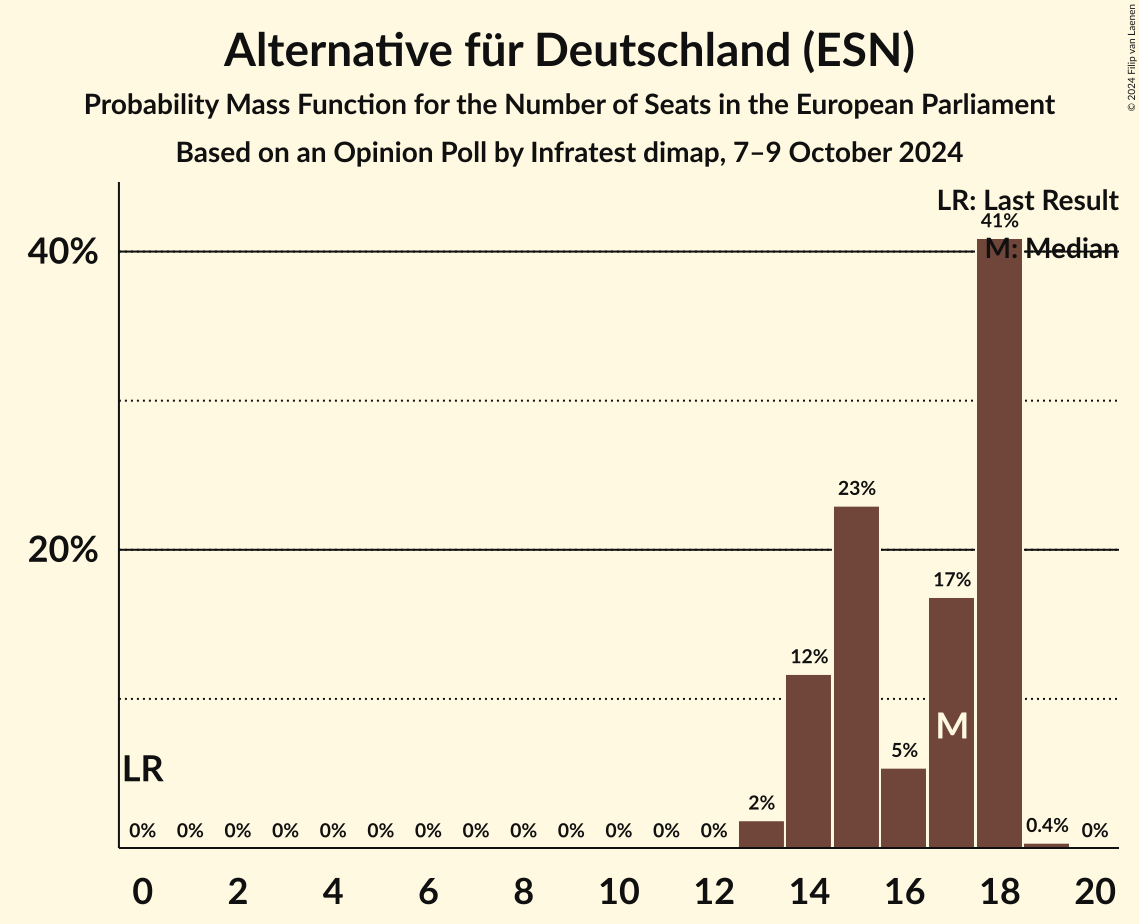 Alternative für Deutschland (ESN)
Probability Mass Function for the Number of Seats in the European Parliament
Based on an Opinion Poll by Infratest dimap, 7–9 October 2024
© 2024 Filip van Laenen
LR: Last Result
M: Median
40%
20%
41%
23%
17%
12%
5%
2%
0.4%
M
LR
0% 0% 0% 0% 0% 0% 0% 0% 0% 0% 0% 0% 0% 0%
0 2 4 6 8 10 12 14 16 18 20